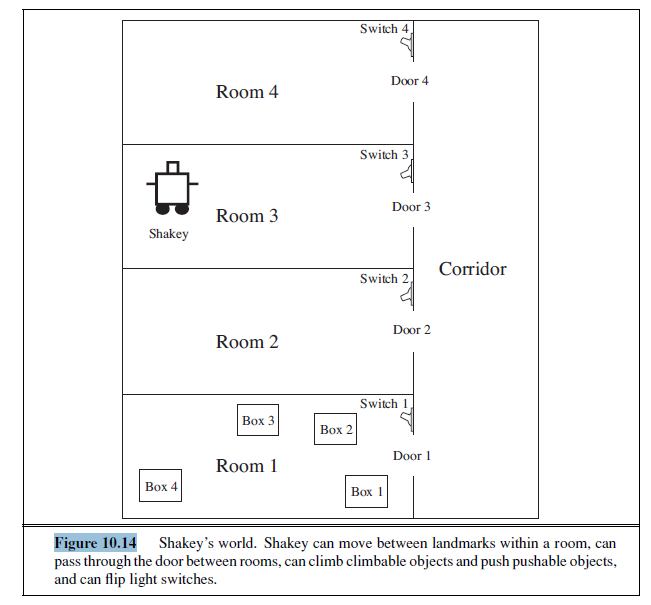 Switch 4
Door 4
Room 4
Switch 3
Door 3
Room 3
Shakey
Corridor
Switch 2
Door 2
Room 2
Switch 1
Box 3
Box 2
Door 1
Room 1
Box 4
Box 1
Figure 10.14 Shakey's world. Shakey can move between landmarks within a room, can
pass through the door between rooms, can climb climbable objects and push pushable objects,
and can flip light switches.